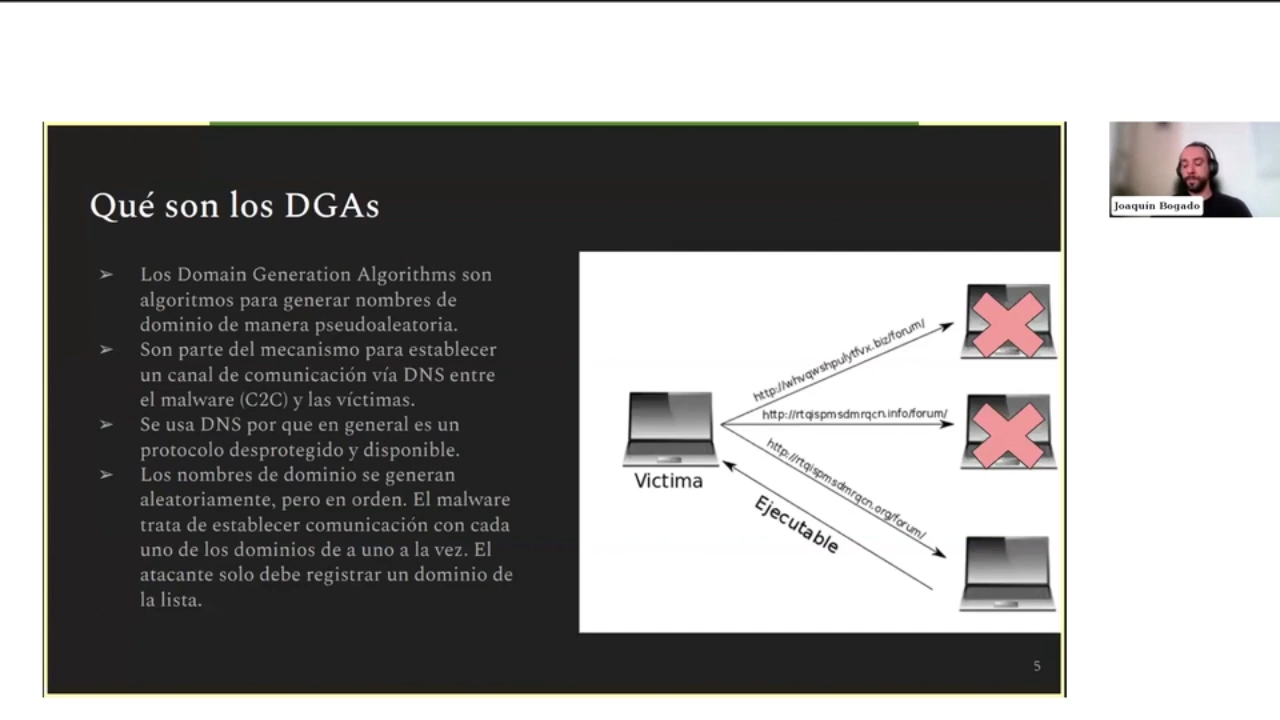 Qué son los DGAs
➢ Los Domain Generation Algorithms son
algoritmos para generar nombres de
dominio de manera pseudoaleatoria.
➢ Son parte del mecanismo para establecer
un canal de comunicación vía DNS entre
el malware (C2C) y las víctimas.
➢ Se usa DNS por que en general es un
protocolo desprotegido y disponible.
➢ Los nombres de dominio se generan
aleatoriamente, pero en orden. El malware
trata de establecer comunicación con cada
uno de los dominios de a uno a la vez. El
atacante solo debe registrar un dominio de
la lista.
http://whvqwshpulytfvx.biz/forum/
http://rtqispmsdmrqcn.info/forum/
http://rtqispmsdmrqcn.org/forum/
Victima
Ejecutable
5
Joaquín Bogado